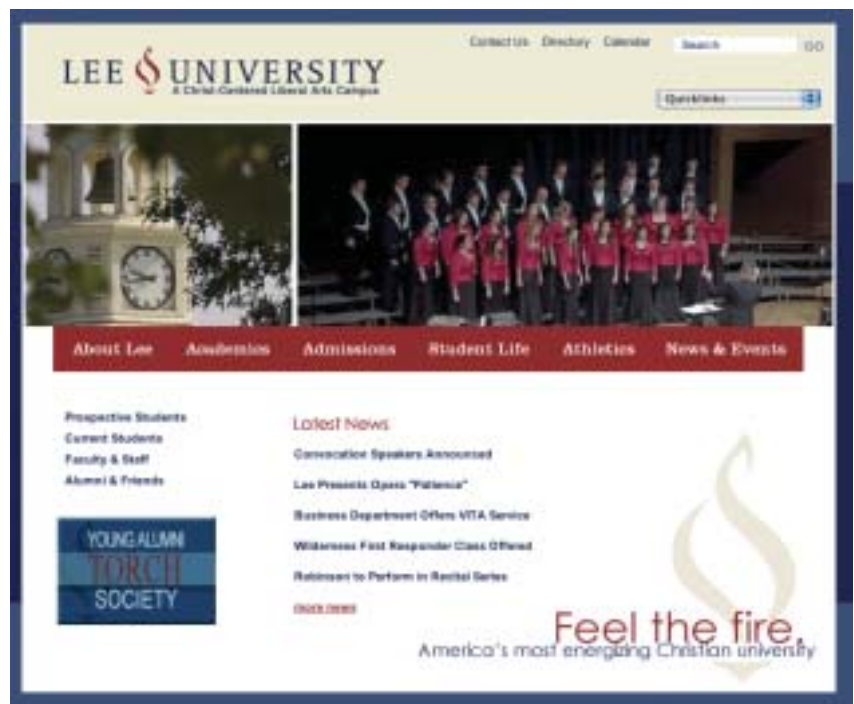 Contact Us Directory Calendar Search GO
LEE UNIVERSITY
A Christ-Centered Liberal Arts Campus
Quicklinks
About Lee Academics Admissions Student Life Athletics News & Events
Prospective Students
Current Students
Faculty & Staff
Alumni & Friends
YOUNG ALUMNI
TORCH
SOCIETY
Latest News
Convocation Speakers Announced
Lee Presents Opera "Patience"
Business Department Offers VITA Service
Wilderness First Responder Class Offered
Robinson to Perform in Recital Series
more news
Feel the fire.
America's most energizing Christian university